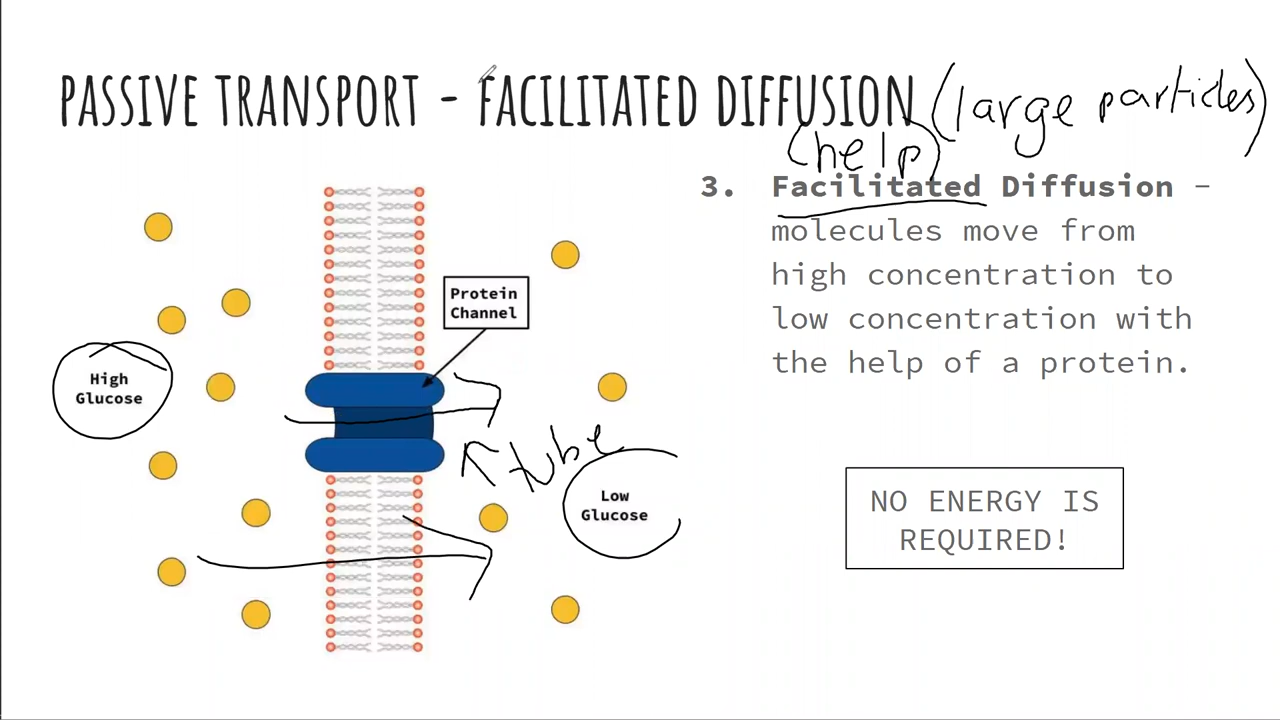 PASSIVE TRANSPORT - FACILITATED DIFFUSION (large particles)
(help)
3. Facilitated Diffusion –
molecules move from
high concentration to
low concentration with
the help of a protein.
Protein
Channel
High
Glucose
tube
Low
Glucose
NO ENERGY IS
REQUIRED!